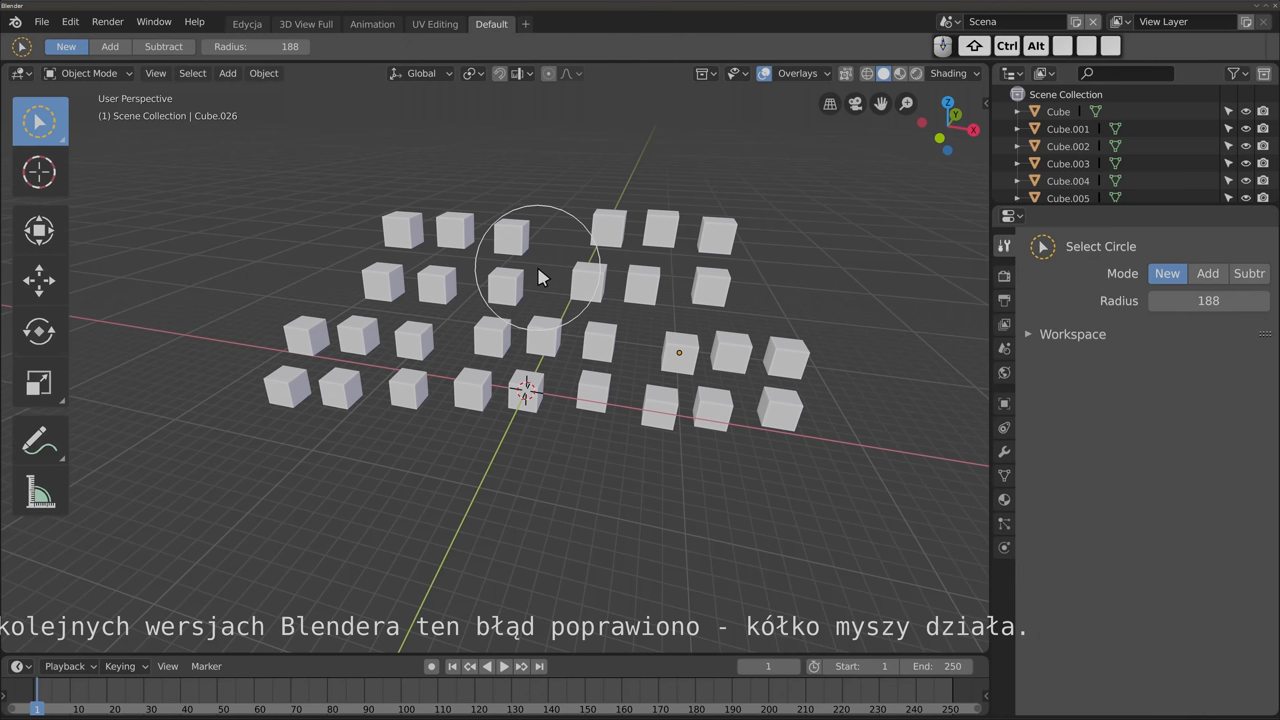 Blender
File Edit Render Window Help Edycja 3D View Full Animation UV Editing Default + Scena View Layer
New Add Subtract Radius: 188 Ctrl Alt
Object Mode View Select Add Object Global Overlays Shading
User Perspective
(1) Scene Collection | Cube.026
Z
Y
X
Scene Collection
Cube
Cube.001
Cube.002
Cube.003
Cube.004
Cube.005
Select Circle
Mode New Add Subtr
Radius 188
Workspace
kolejnych wersjach Blendera ten błąd poprawiono - kółko myszy działa.
Playback Keying View Marker 1 Start: 1 End: 250
1 10 20 30 40 50 60 70 80 90 100 110 120 130 140 150 160 170 180 190 200 210 220 230 240 250